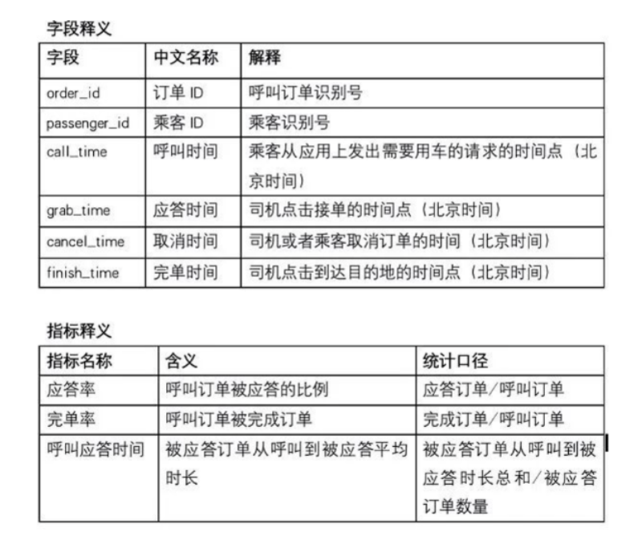 字段释义
字段 中文名称 解释
order_id 订单 ID 呼叫订单识别号
passenger_id 乘客 ID 乘客识别号
call_time 呼叫时间 乘客从应用上发出需要用车的请求的时间点（北
京时间）
grab_time 应答时间 司机点击接单的时间点（北京时间）
cancel_time 取消时间 司机或者乘客取消订单的时间（北京时间）
finish_time 完单时间 司机点击到达目的地的时间点（北京时间）
指标释义
指标名称 含义 统计口径
应答率 呼叫订单被应答的比例 应答订单/呼叫订单
完单率 呼叫订单被完成订单 完成订单/呼叫订单
呼叫应答时间 被应答订单从呼叫到被应答平均 被应答订单从呼叫到被
时长 应答时长总和/被应答
订单数量